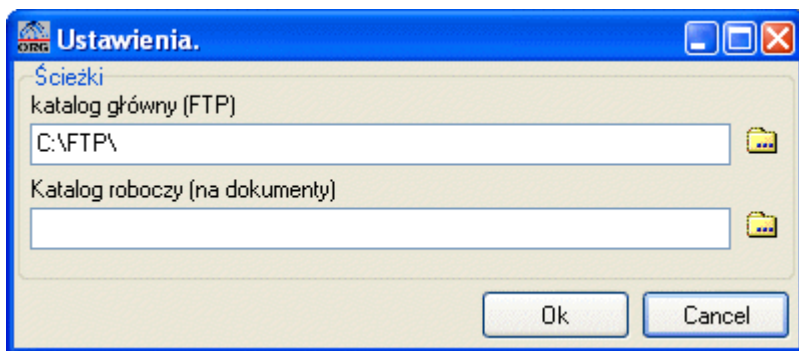 ORG Ustawienia.
Ścieżki
katalog główny (FTP)
C:\FTP\
Katalog roboczy (na dokumenty)
Ok Cancel